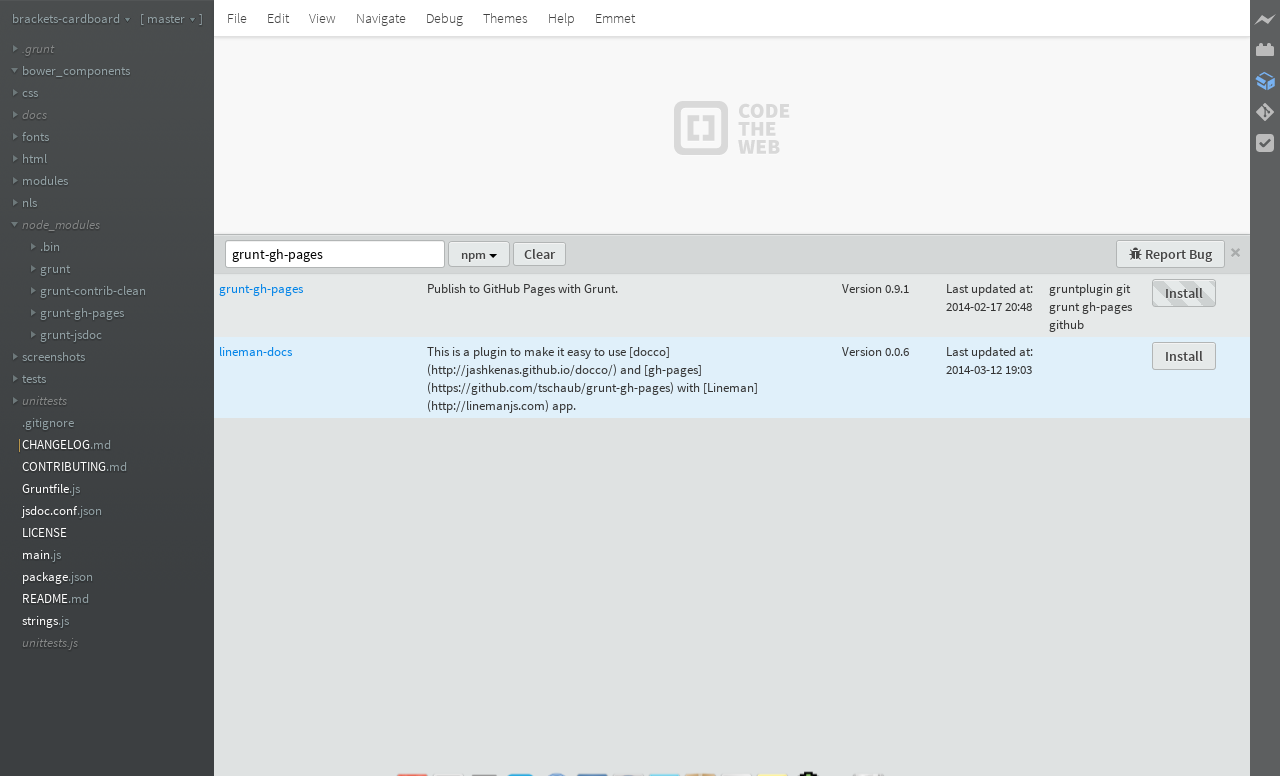 brackets-cardboard [ master ]
File Edit View Navigate Debug Themes Help Emmet
.grunt
bower_components
css
docs
fonts
html
modules
nls
node_modules
.bin
grunt
grunt-contrib-clean
grunt-gh-pages
grunt-jsdoc
screenshots
tests
unittests
.gitignore
CHANGELOG.md
CONTRIBUTING.md
Gruntfile.js
jsdoc.conf.json
LICENSE
main.js
package.json
README.md
strings.js
unittests.js
CODE
THE
WEB
grunt-gh-pages npm Clear Report Bug
grunt-gh-pages Publish to GitHub Pages with Grunt. Version 0.9.1 Last updated at: gruntplugin git Install
2014-02-17 20:48 grunt gh-pages
github
lineman-docs This is a plugin to make it easy to use [docco] Version 0.0.6 Last updated at: Install
(http://jashkenas.github.io/docco/) and [gh-pages] 2014-03-12 19:03
(https://github.com/tschaub/grunt-gh-pages) with [Lineman]
(http://linemanjs.com) app.